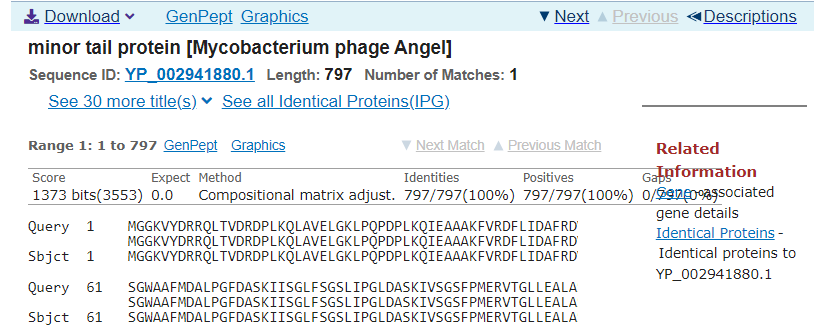 Download GenPept Graphics Next Previous Descriptions
minor tail protein [Mycobacterium phage Angel]
Sequence ID: YP_002941880.1 Length: 797 Number of Matches: 1
See 30 more title(s) See all Identical Proteins(IPG)
Range 1: 1 to 797 GenPept Graphics Next Match Previous Match
Score Expect Method Identities Positives Gaps
1373 bits(3553) 0.0 Compositional matrix adjust. 797/797(100%) 797/797(100%) 0/797(0%)
Query 1 MGGKVYDRRQLTVDRDPLKQLAVELGKLPQPDPLKQIEAAAKFVRDFLIDAFRD
MGGKVYDRRQLTVDRDPLKQLAVELGKLPQPDPLKQIEAAAKFVRDFLIDAFRD
Sbjct 1 MGGKVYDRRQLTVDRDPLKQLAVELGKLPQPDPLKQIEAAAKFVRDFLIDAFRD
Query 61 SGWAAFMDALPGFDASKIISGLFSGSLIPGLDASKIVSGSFPMERVTGLLEALA
SGWAAFMDALPGFDASKIISGLFSGSLIPGLDASKIVSGSFPMERVTGLLEALA
Sbjct 61 SGWAAFMDALPGFDASKIISGLFSGSLIPGLDASKIVSGSFPMERVTGLLEALA
Related
Information
Gene-associated
gene details
Identical Proteins -
Identical proteins to
YP_002941880.1